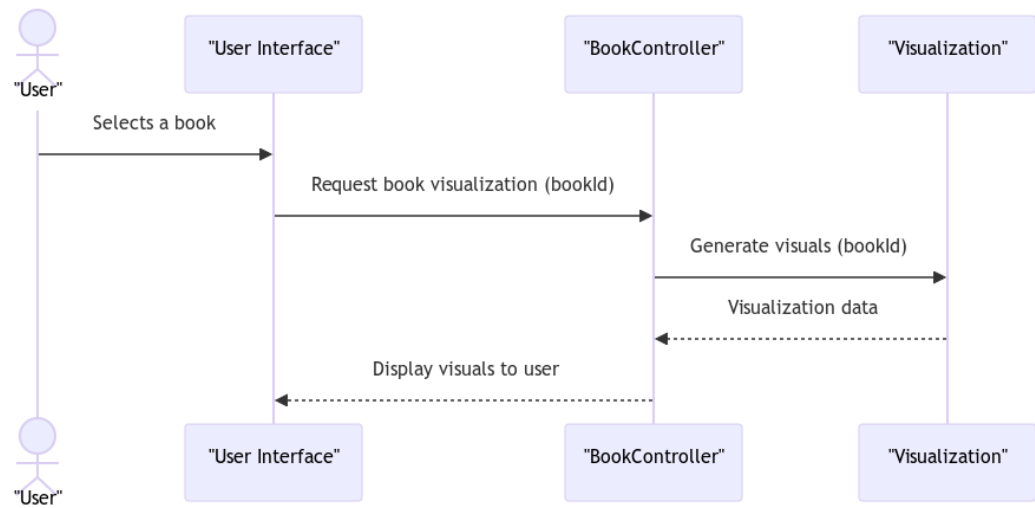 "User"
"User Interface"
"BookController"
"Visualization"
Selects a book
Request book visualization (bookId)
Generate visuals (bookId)
Visualization data
Display visuals to user
"User"
"User Interface"
"BookController"
"Visualization"